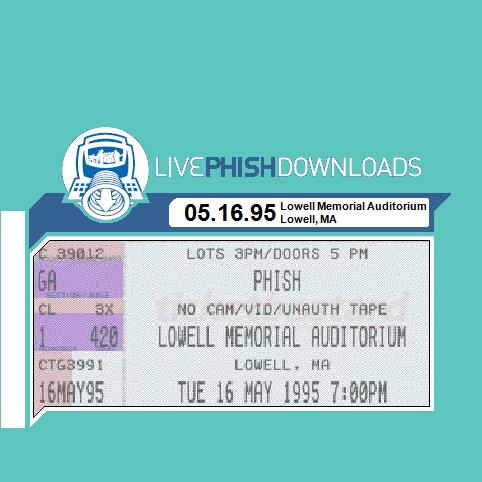 LIVEPHISHDOWNLOADS
05.16.95 Lowell Memorial Auditorium
Lowell, MA
C 39012 LOTS 3PM/DOORS 5 PM
GA PHISH
SECTION/AISLE
CL 3X NO CAM/VID/UNAUTH TAPE
1 420 LOWELL MEMORIAL AUDITORIUM
CTG3991 LOWELL, MA
16MAY95 TUE 16 MAY 1995 7:00PM